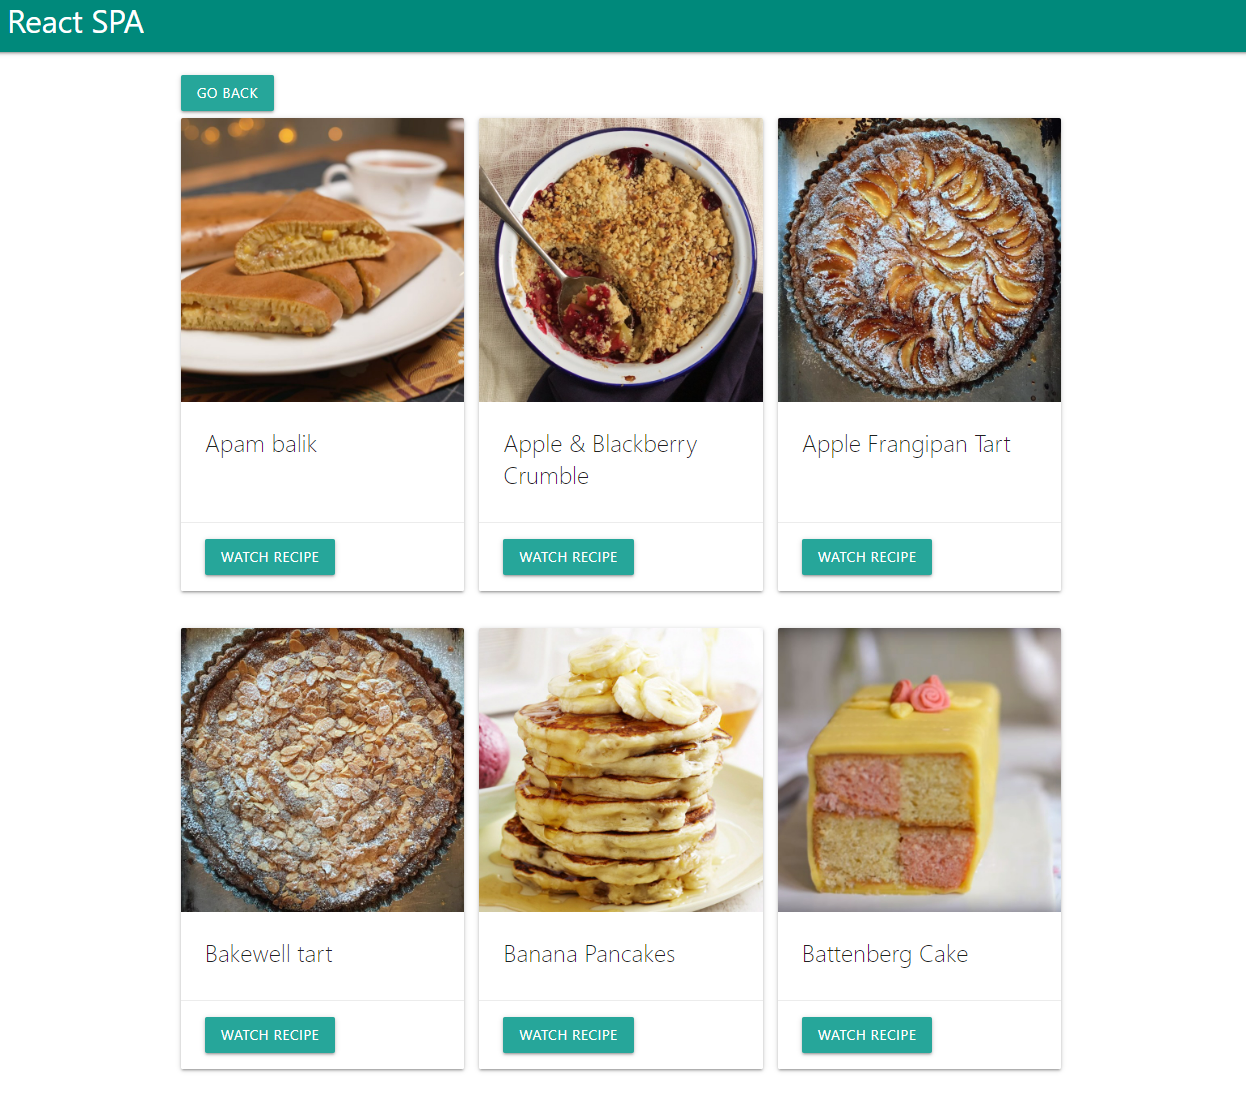 React SPA
GO BACK
Apam balik
Apple & Blackberry
Crumble
Apple Frangipan Tart
WATCH RECIPE
WATCH RECIPE
WATCH RECIPE
Bakewell tart
Banana Pancakes
Battenberg Cake
WATCH RECIPE
WATCH RECIPE
WATCH RECIPE